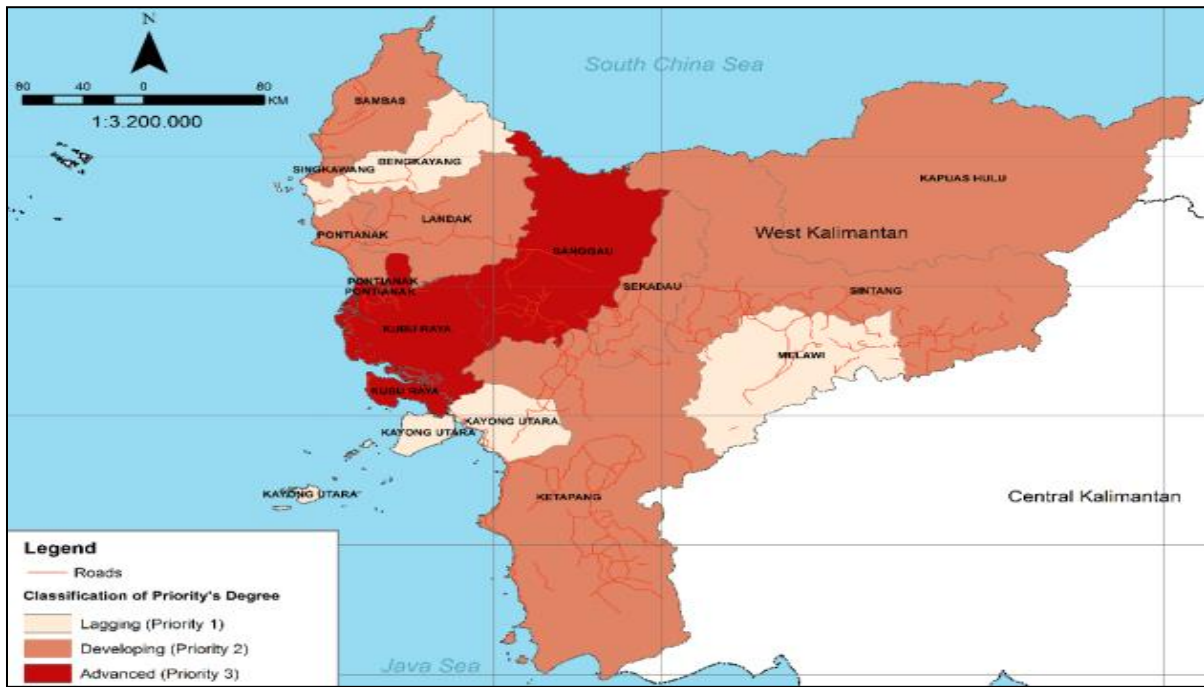 N
80 40 0 80
KM
1:3.200.000
South China Sea
SAMBAS
BENGKAYANG
SINGKAWANG
KAPUAS HULU
LANDAK
PONTIANAK
West Kalimantan
SANGGAU
PONTIANAK
PONTIANAK
SEKADAU
SINTANG
KUBU RAYA
MELAWI
KUBU RAYA
KAYONG UTARA
KAYONG UTARA
KAYONG UTARA
KETAPANG
Central Kalimantan
Legend
Roads
Classification of Priority's Degree
Lagging (Priority 1)
Developing (Priority 2)
Advanced (Priority 3)
Java Sea